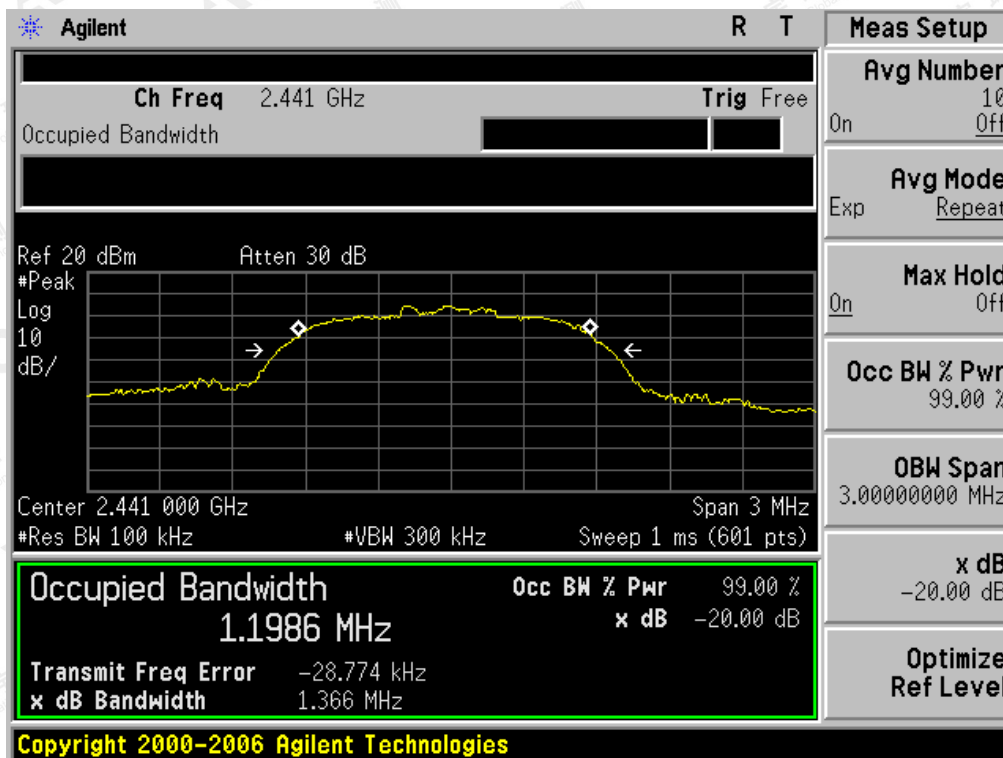 Agilent R T
Ch Freq 2.441 GHz Trig Free
Occupied Bandwidth
Ref 20 dBm Atten 30 dB
#Peak
Log
10
dB/
Center 2.441 000 GHz Span 3 MHz
#Res BW 100 kHz #VBW 300 kHz Sweep 1 ms (601 pts)
Occupied Bandwidth Occ BW % Pwr 99.00 %
1.1986 MHz x dB -20.00 dB
Transmit Freq Error -28.774 kHz
x dB Bandwidth 1.366 MHz
Copyright 2000-2006 Agilent Technologies
Meas Setup
Avg Number
10
On Off
Avg Mode
Exp Repeat
Max Hold
On Off
Occ BW % Pwr
99.00 %
OBW Span
3.00000000 MHz
x dB
-20.00 dB
Optimize
Ref Level